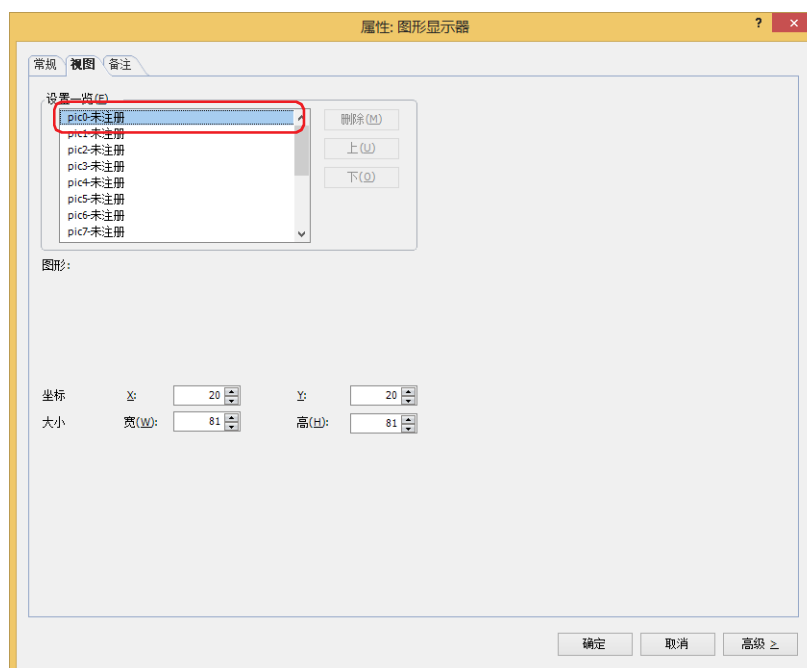 属性: 图形显示器
?
×
常规 视图 备注
设置一览(E)
pic0-未注册
pic1-未注册
pic2-未注册
pic3-未注册
pic4-未注册
pic5-未注册
pic6-未注册
pic7-未注册
删除(M)
上(U)
下(O)
图形:
坐标 X: 20 Y: 20
大小 宽(W): 81 高(H): 81
确定 取消 高级 ≥